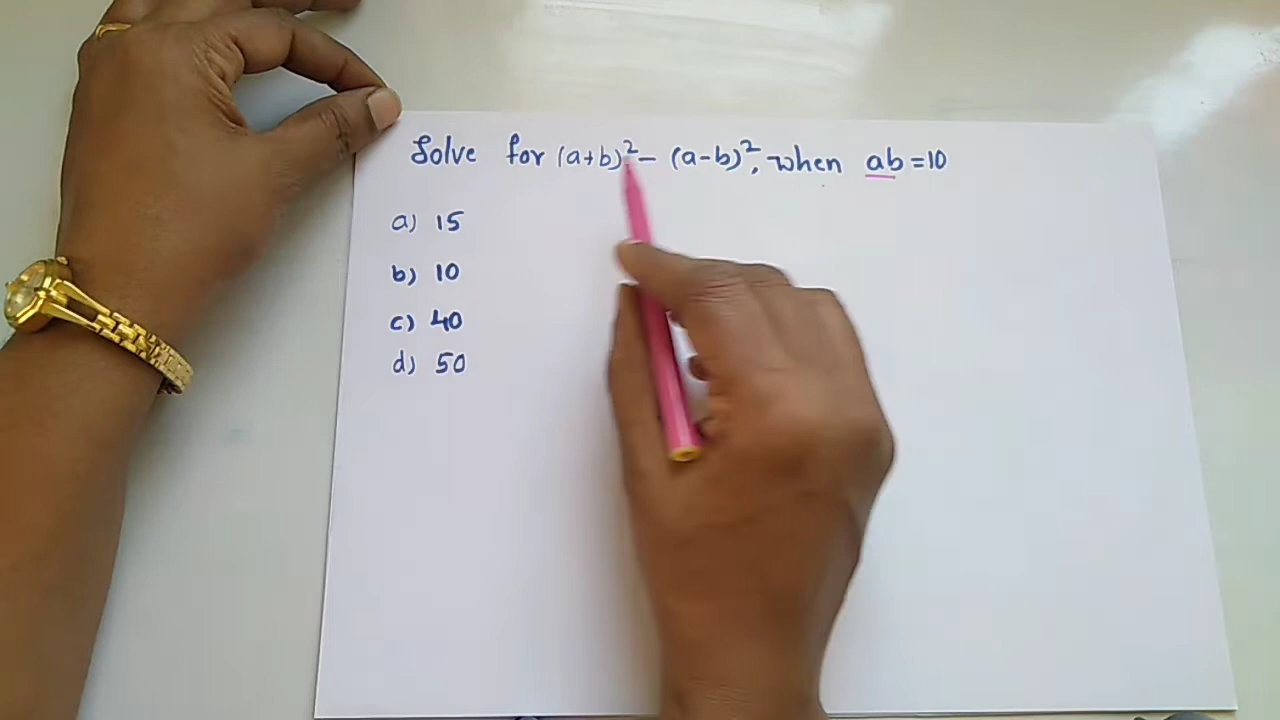 Solve for (a+b)² - (a-b)², when ab = 10
a) 15
b) 10
c) 40
d) 50